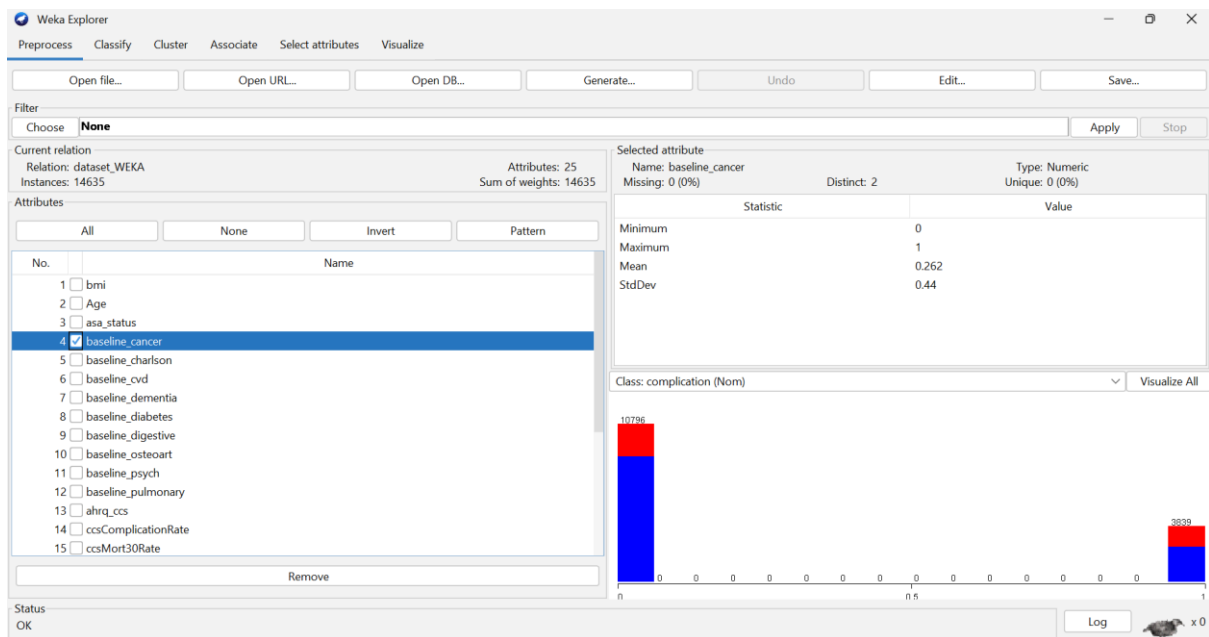 Weka Explorer
Preprocess Classify Cluster Associate Select attributes Visualize
Open file... Open URL... Open DB... Generate... Undo Edit... Save...
Filter
Choose None Apply Stop
Current relation
Relation: dataset_WEKA Attributes: 25
Instances: 14635 Sum of weights: 14635
Attributes
All None Invert Pattern
No. Name
1 bmi
2 Age
3 asa_status
4 baseline_cancer
5 baseline_charlson
6 baseline_cvd
7 baseline_dementia
8 baseline_diabetes
9 baseline_digestive
10 baseline_osteoart
11 baseline_psych
12 baseline_pulmonary
13 ahrq_ccs
14 ccsComplicationRate
15 ccsMort30Rate
Remove
Selected attribute
Name: baseline_cancer Type: Numeric
Missing: 0 (0%) Distinct: 2 Unique: 0 (0%)
Statistic Value
Minimum 0
Maximum 1
Mean 0.262
StdDev 0.44
Class: complication (Nom) Visualize All
10796
3839
0 0 0 0 0 0 0 0 0 0 0 0 0 0
0 0.5 1
Status
OK
Log x 0